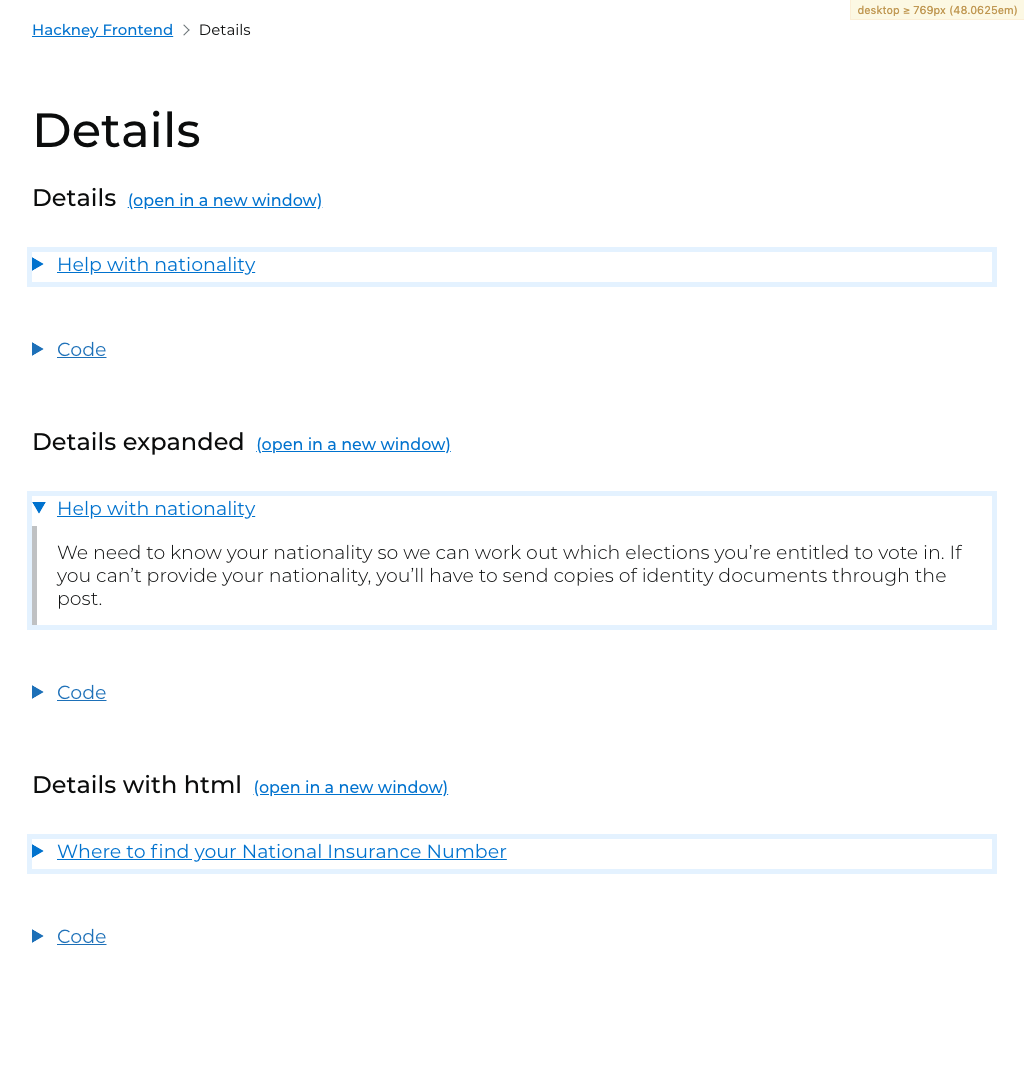 desktop ≥ 769px (48.0625em)
Hackney Frontend > Details
Details
Details (open in a new window)
Help with nationality
Code
Details expanded (open in a new window)
Help with nationality
We need to know your nationality so we can work out which elections you’re entitled to vote in. If
you can’t provide your nationality, you’ll have to send copies of identity documents through the
post.
Code
Details with html (open in a new window)
Where to find your National Insurance Number
Code